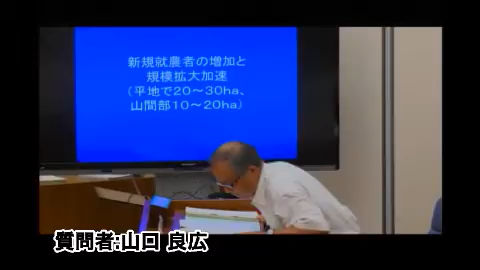 新規就農者の増加と
規模拡大加速
(平地で20～30ha、
山間部10～20ha)
質問者:山口 良広